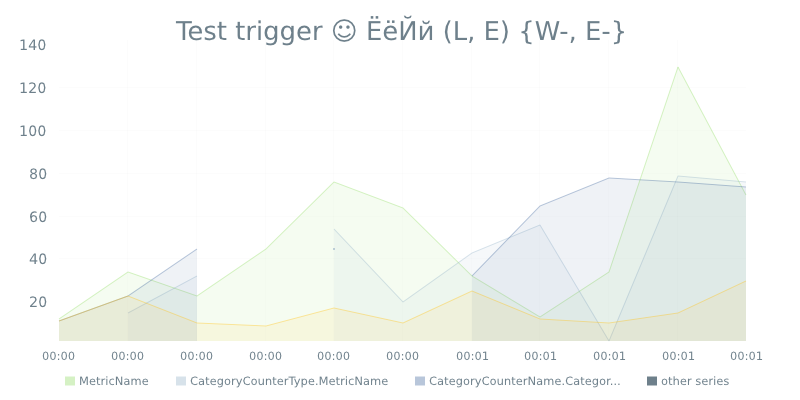 Test trigger ☺ ЁёЙй (L, E) {W-, E-}
140
120
100
80
60
40
20
00:00 00:00 00:00 00:00 00:00 00:00 00:01 00:01 00:01 00:01 00:01
MetricName CategoryCounterType.MetricName CategoryCounterName.Categor... other series